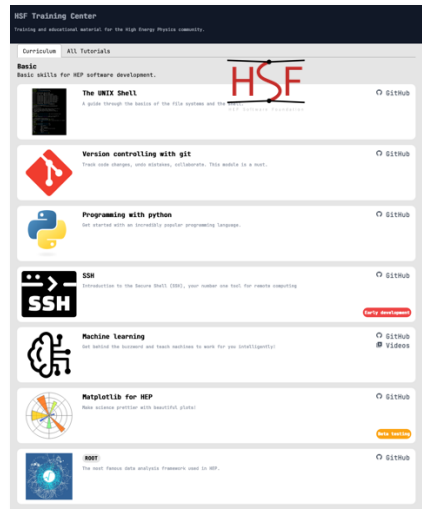 HSF Training Center
Training and educational material for the High Energy Physics community.
Curriculum All Tutorials
Basic
Basic skills for HEP software development.
HSF
HEP Software Foundation
The UNIX Shell
GitHub
A guide through the basics of the file systems and the shell.
Version controlling with git
GitHub
Track code changes, undo mistakes, collaborate. This module is a must.
Programming with python
GitHub
Get started with an incredibly popular programming language.
SSH
GitHub
Introduction to the Secure Shell (SSH), your number one tool for remote computing
SSH
Early development
Machine learning
GitHub
Get behind the buzzword and teach machines to work for you intelligently!
Videos
Matplotlib for HEP
GitHub
Make science prettier with beautiful plots!
Beta testing
ROOT
GitHub
The most famous data analysis framework used in HEP.